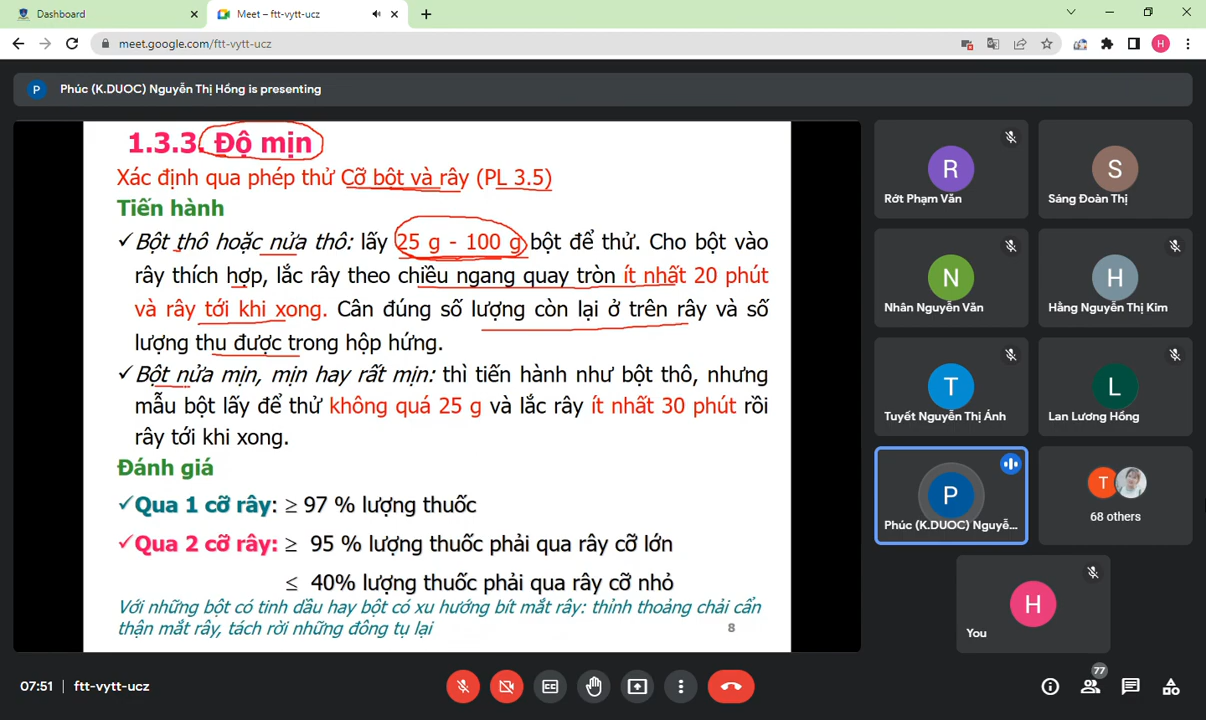 Dashboard
Meet – ftt-vytt-ucz
meet.google.com/ftt-vytt-ucz
H
P Phúc (K.DUOC) Nguyễn Thị Hồng is presenting
1.3.3. Độ mịn
Xác định qua phép thử Cỡ bột và rây (PL 3.5)
Tiến hành
✓Bột thô hoặc nửa thô: lấy 25 g - 100 g bột để thử. Cho bột vào
rây thích hợp, lắc rây theo chiều ngang quay tròn ít nhất 20 phút
và rây tới khi xong. Cân đúng số lượng còn lại ở trên rây và số
lượng thu được trong hộp hứng.
✓Bột nửa mịn, mịn hay rất mịn: thì tiến hành như bột thô, nhưng
mẫu bột lấy để thử không quá 25 g và lắc rây ít nhất 30 phút rồi
rây tới khi xong.
Đánh giá
✓Qua 1 cỡ rây: ≥ 97 % lượng thuốc
✓Qua 2 cỡ rây: ≥ 95 % lượng thuốc phải qua rây cỡ lớn
≤ 40% lượng thuốc phải qua rây cỡ nhỏ
Với những bột có tinh dầu hay bột có xu hướng bít mắt rây: thỉnh thoảng chải cẩn
thận mắt rây, tách rời những đông tụ lại
8
R
Rớt Phạm Văn
S
Sáng Đoàn Thị
N
Nhân Nguyễn Văn
H
Hằng Nguyễn Thị Kim
T
Tuyết Nguyễn Thị Ánh
L
Lan Lương Hồng
P
Phúc (K.DUOC) Nguyễ...
T
68 others
H
You
07:51 | ftt-vytt-ucz
77